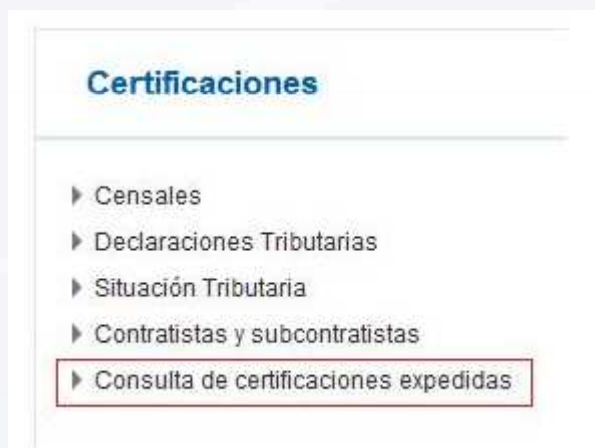 Certificaciones
Censales
Declaraciones Tributarias
Situación Tributaria
Contratistas y subcontratistas
Consulta de certificaciones expedidas